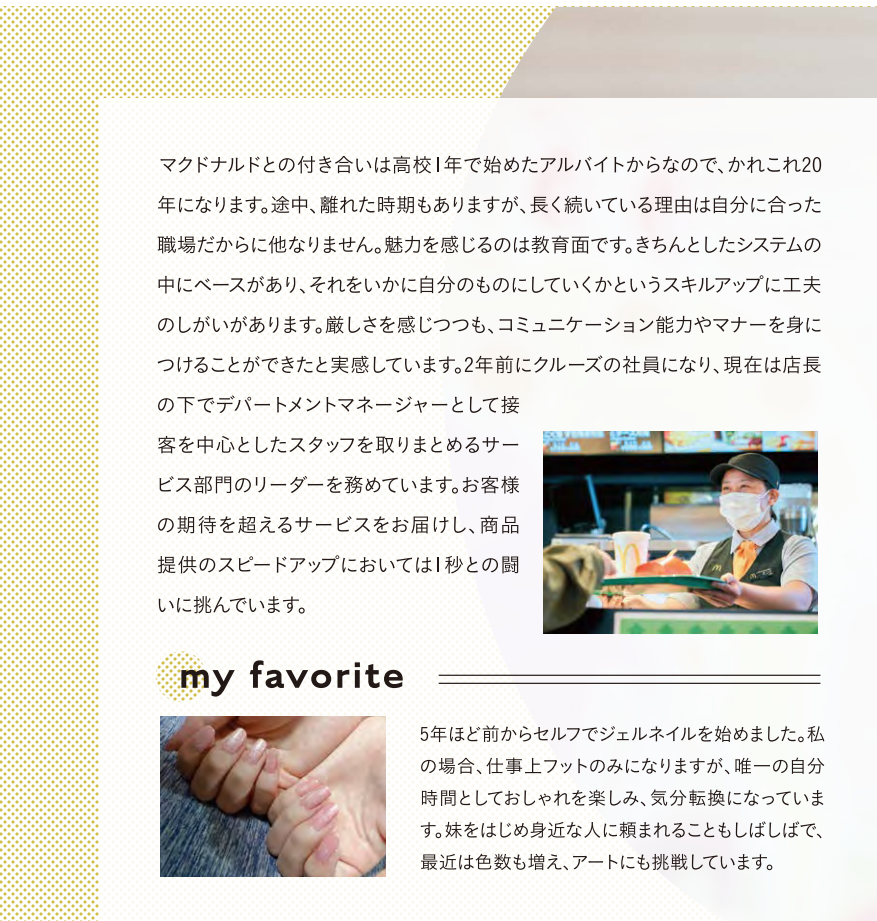 マクドナルドとの付き合いは高校1年で始めたアルバイトからなので、かれこれ20
年になります。途中、離れた時期もありますが、長く続いている理由は自分に合った
職場だからに他なりません。魅力を感じるのは教育面です。きちんとしたシステムの
中にベースがあり、それをいかに自分のものにしていくかというスキルアップに工夫
のしがいがあります。厳しさを感じつつも、コミュニケーション能力やマナーを身に
つけることができたと実感しています。2年前にクルーズの社員になり、現在は店長
の下でデパートメントマネージャーとして接
客を中心としたスタッフを取りまとめるサー
ビス部門のリーダーを務めています。お客様
の期待を超えるサービスをお届けし、商品
提供のスピードアップにおいては1秒との闘
いに挑んでいます。
my favorite
5年ほど前からセルフでジェルネイルを始めました。私
の場合、仕事上フットのみになりますが、唯一の自分
時間としておしゃれを楽しみ、気分転換になっていま
す。妹をはじめ身近な人に頼まれることもしばしばで、
最近は色数も増え、アートにも挑戦しています。